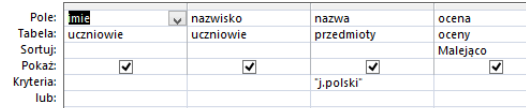 Pole: imie nazwisko nazwa ocena
Tabela: uczniowie uczniowie przedmioty oceny
Sortuj: Malejąco
Pokaż:
Kryteria: "j.polski"
lub: